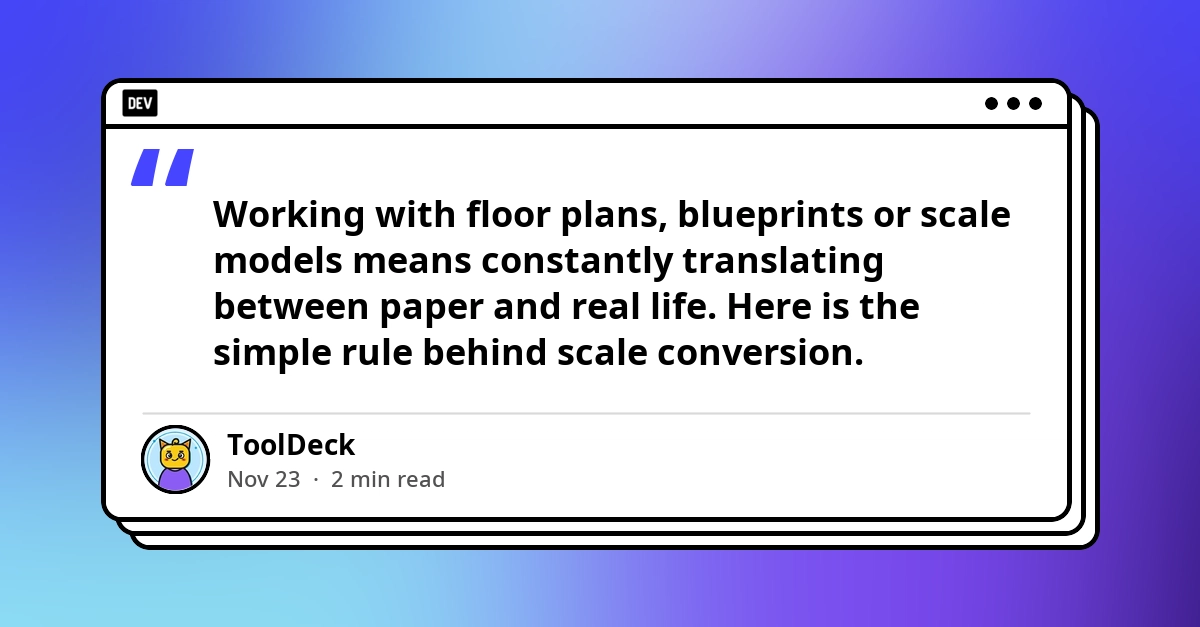 DEV
Working with floor plans, blueprints or scale
models means constantly translating
between paper and real life. Here is the
simple rule behind scale conversion.
ToolDeck
Nov 23 · 2 min read